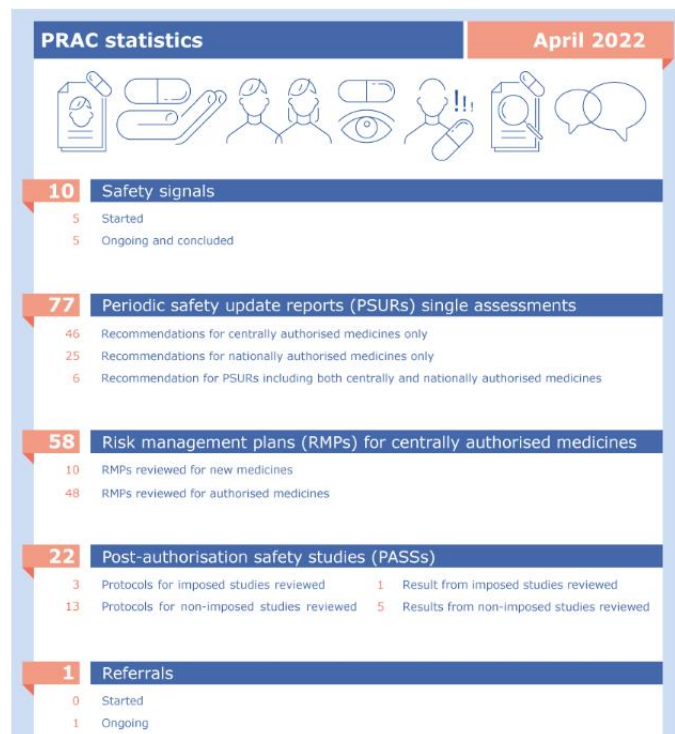 PRAC statistics April 2022
!!!
10 Safety signals
5 Started
5 Ongoing and concluded
77 Periodic safety update reports (PSURs) single assessments
46 Recommendations for centrally authorised medicines only
25 Recommendations for nationally authorised medicines only
6 Recommendation for PSURs including both centrally and nationally authorised medicines
58 Risk management plans (RMPs) for centrally authorised medicines
10 RMPs reviewed for new medicines
48 RMPs reviewed for authorised medicines
22 Post-authorisation safety studies (PASSs)
3 Protocols for imposed studies reviewed 1 Result from imposed studies reviewed
13 Protocols for non-imposed studies reviewed 5 Results from non-imposed studies reviewed
1 Referrals
0 Started
1 Ongoing